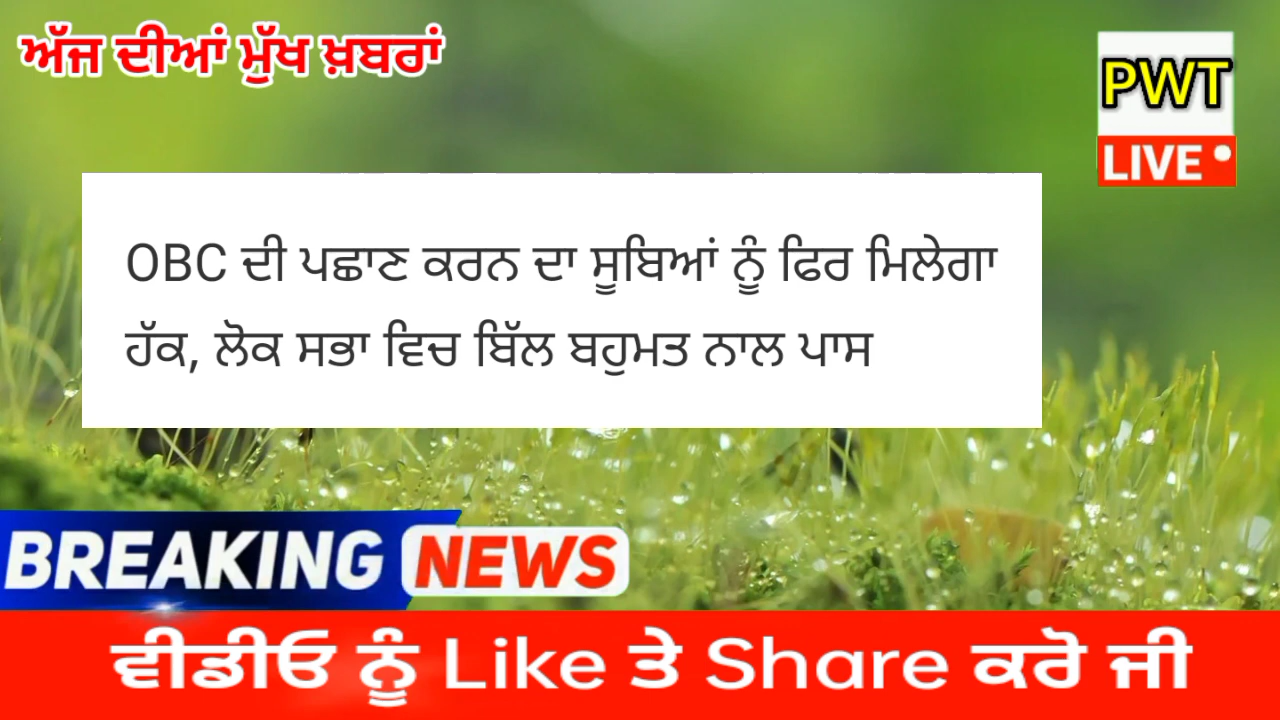 ਅੱਜ ਦੀਆਂ ਮੁੱਖ ਖ਼ਬਰਾਂ
PWT
LIVE
OBC ਦੀ ਪਛਾਣ ਕਰਨ ਦਾ ਸੂਬਿਆਂ ਨੂੰ ਫਿਰ ਮਿਲੇਗਾ
ਹੱਕ, ਲੋਕ ਸਭਾ ਵਿਚ ਬਿੱਲ ਬਹੁਮਤ ਨਾਲ ਪਾਸ
BREAKING NEWS
ਵੀਡੀਓ ਨੂੰ Like ਤੇ Share ਕਰੋ ਜੀ